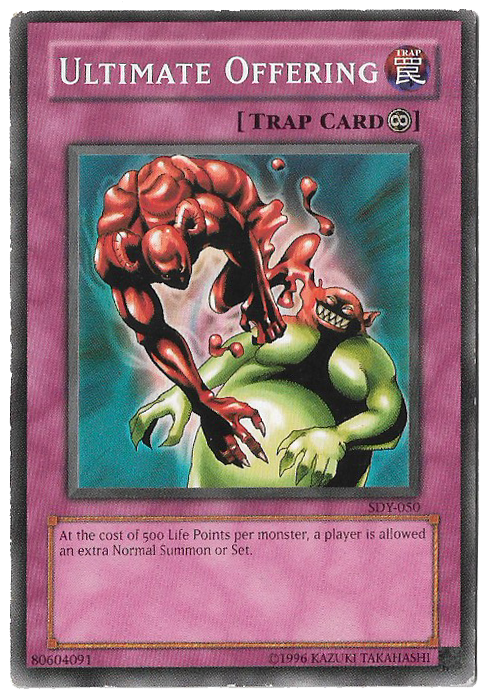 ULTIMATE OFFERING
TRAP
罠
[TRAP CARD]
SDY-050
At the cost of 500 Life Points per monster, a player is allowed
an extra Normal Summon or Set.
80604091
©1996 KAZUKI TAKAHASHI